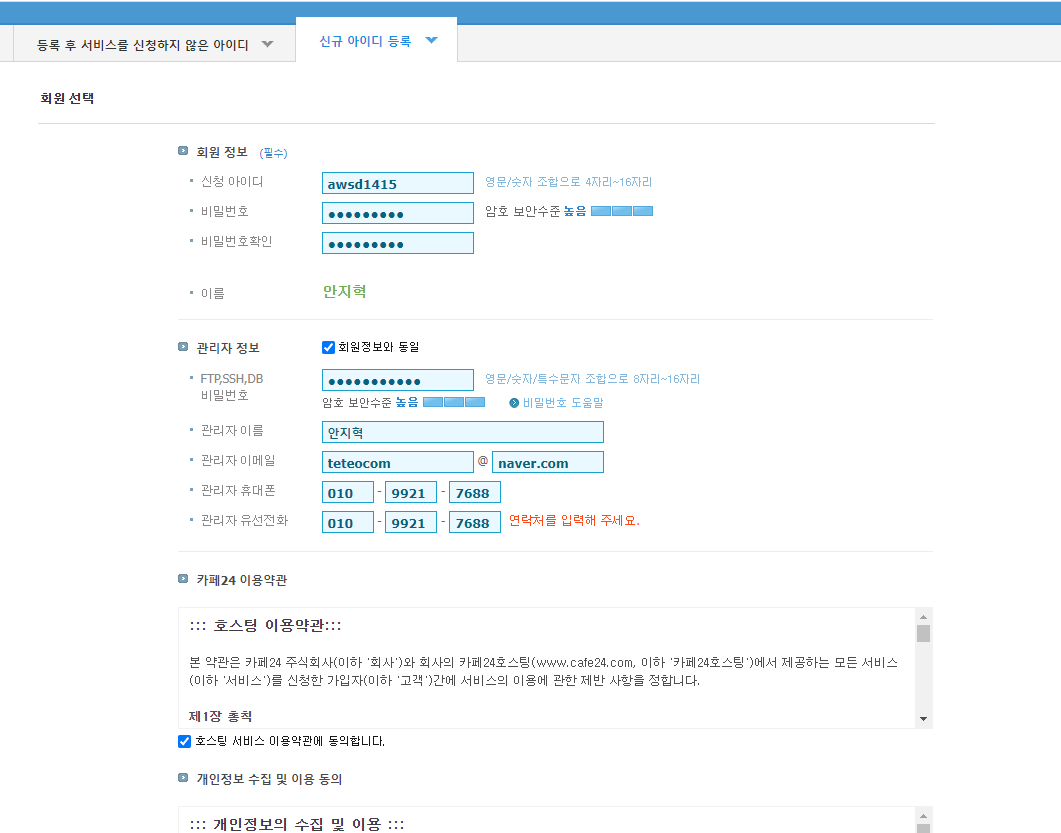 등록 후 서비스를 신청하지 않은 아이디
신규 아이디 등록
회원 선택
회원 정보 (필수)
신청 아이디 awsd1415 영문/숫자 조합으로 4자리~16자리
비밀번호 ●●●●●●●●● 암호 보안수준 높음
비밀번호확인 ●●●●●●●●●
이름 안지혁
관리자 정보 회원정보와 동일
FTP,SSH,DB ●●●●●●●●●●● 영문/숫자/특수문자 조합으로 8자리~16자리
비밀번호 암호 보안수준 높음 비밀번호 도움말
관리자 이름 안지혁
관리자 이메일 teteocom @ naver.com
관리자 휴대폰 010 - 9921 - 7688
관리자 유선전화 010 - 9921 - 7688 연락처를 입력해 주세요.
카페24 이용약관
::: 호스팅 이용약관:::
본 약관은 카페24 주식회사(이하 '회사')와 회사의 카페24호스팅(www.cafe24.com, 이하 '카페24호스팅')에서 제공하는 모든 서비스
(이하 '서비스')를 신청한 가입자(이하 '고객')간에 서비스의 이용에 관한 제반 사항을 정합니다.
제1장 총칙
호스팅 서비스 이용약관에 동의합니다.
개인정보 수집 및 이용 동의
::: 개인정보의 수집 및 이용 :::